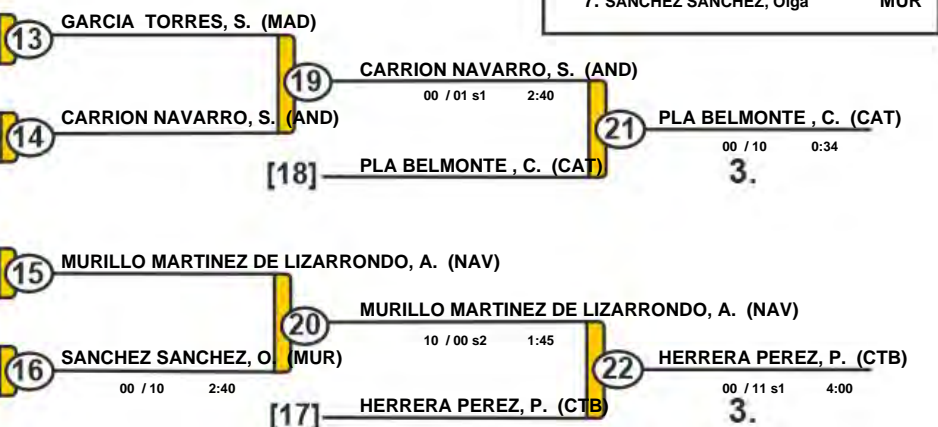 7. SANCHEZ SANCHEZ, Olga MUR
13 GARCIA TORRES, S. (MAD)
19 CARRION NAVARRO, S. (AND)
00 / 01 s1 2:40
14 CARRION NAVARRO, S. (AND)
21 PLA BELMONTE , C. (CAT)
00 / 10 0:34
[18] PLA BELMONTE , C. (CAT)
3.
15 MURILLO MARTINEZ DE LIZARRONDO, A. (NAV)
20 MURILLO MARTINEZ DE LIZARRONDO, A. (NAV)
10 / 00 s2 1:45
16 SANCHEZ SANCHEZ, O. (MUR)
00 / 10 2:40
22 HERRERA PEREZ, P. (CTB)
00 / 11 s1 4:00
[17] HERRERA PEREZ, P. (CTB)
3.